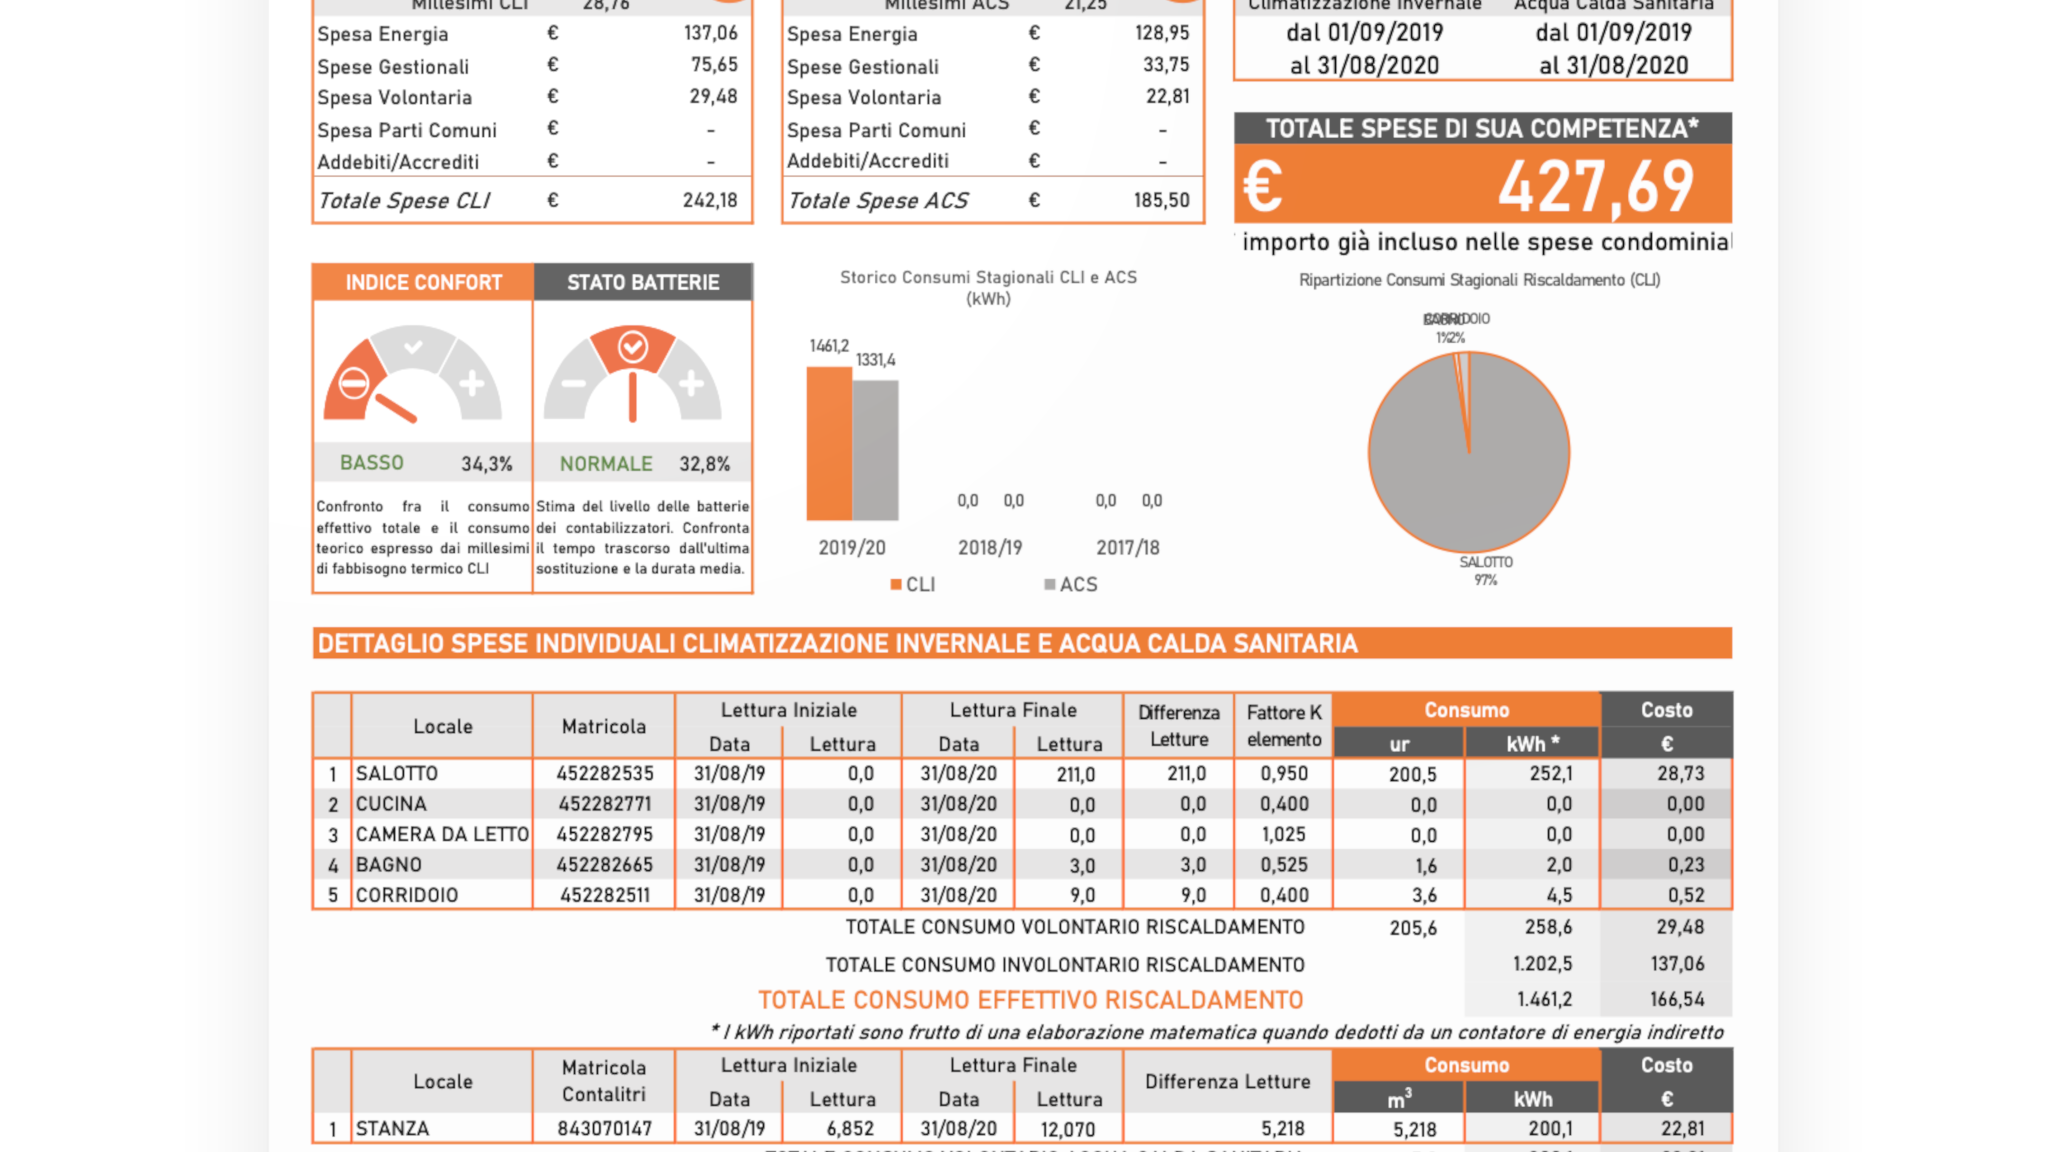 Millesimi CLI 28,76
Spesa Energia € 137,06
Spese Gestionali € 75,65
Spesa Volontaria € 29,48
Spesa Parti Comuni € -
Addebiti/Accrediti € -
Totale Spese CLI € 242,18
Millesimi ACS 21,25
Spesa Energia € 128,95
Spese Gestionali € 33,75
Spesa Volontaria € 22,81
Spesa Parti Comuni € -
Addebiti/Accrediti € -
Totale Spese ACS € 185,50
Climatizzazione Invernale Acqua Calda Sanitaria
dal 01/09/2019 dal 01/09/2019
al 31/08/2020 al 31/08/2020
TOTALE SPESE DI SUA COMPETENZA*
€ 427,69
importo già incluso nelle spese condominial
INDICE CONFORT
BASSO 34,3%
Confronto fra il consumo
effettivo totale e il consumo
teorico espresso dai millesimi
di fabbisogno termico CLI
STATO BATTERIE
NORMALE 32,8%
Stima del livello delle batterie
dei contabilizzatori. Confronta
il tempo trascorso dall'ultima
sostituzione e la durata media.
Storico Consumi Stagionali CLI e ACS
(kWh)
1461,2
1331,4
0,0 0,0 0,0 0,0
2019/20 2018/19 2017/18
CLI ACS
Ripartizione Consumi Stagionali Riscaldamento (CLI)
BAGNO CORRIDOIO
1% 2%
SALOTTO
97%
DETTAGLIO SPESE INDIVIDUALI CLIMATIZZAZIONE INVERNALE E ACQUA CALDA SANITARIA
Locale Matricola Lettura Iniziale Lettura Finale Differenza Letture Fattore K elemento Consumo Costo
Data Lettura Data Lettura ur kWh * €
1 SALOTTO 452282535 31/08/19 0,0 31/08/20 211,0 211,0 0,950 200,5 252,1 28,73
2 CUCINA 452282771 31/08/19 0,0 31/08/20 0,0 0,0 0,400 0,0 0,0 0,00
3 CAMERA DA LETTO 452282795 31/08/19 0,0 31/08/20 0,0 0,0 1,025 0,0 0,0 0,00
4 BAGNO 452282665 31/08/19 0,0 31/08/20 3,0 3,0 0,525 1,6 2,0 0,23
5 CORRIDOIO 452282511 31/08/19 0,0 31/08/20 9,0 9,0 0,400 3,6 4,5 0,52
TOTALE CONSUMO VOLONTARIO RISCALDAMENTO 205,6 258,6 29,48
TOTALE CONSUMO INVOLONTARIO RISCALDAMENTO 1.202,5 137,06
TOTALE CONSUMO EFFETTIVO RISCALDAMENTO 1.461,2 166,54
* I kWh riportati sono frutto di una elaborazione matematica quando dedotti da un contatore di energia indiretto
Locale Matricola Contalitri Lettura Iniziale Lettura Finale Differenza Letture Consumo Costo
Data Lettura Data Lettura m³ kWh €
1 STANZA 843070147 31/08/19 6,852 31/08/20 12,070 5,218 5,218 200,1 22,81